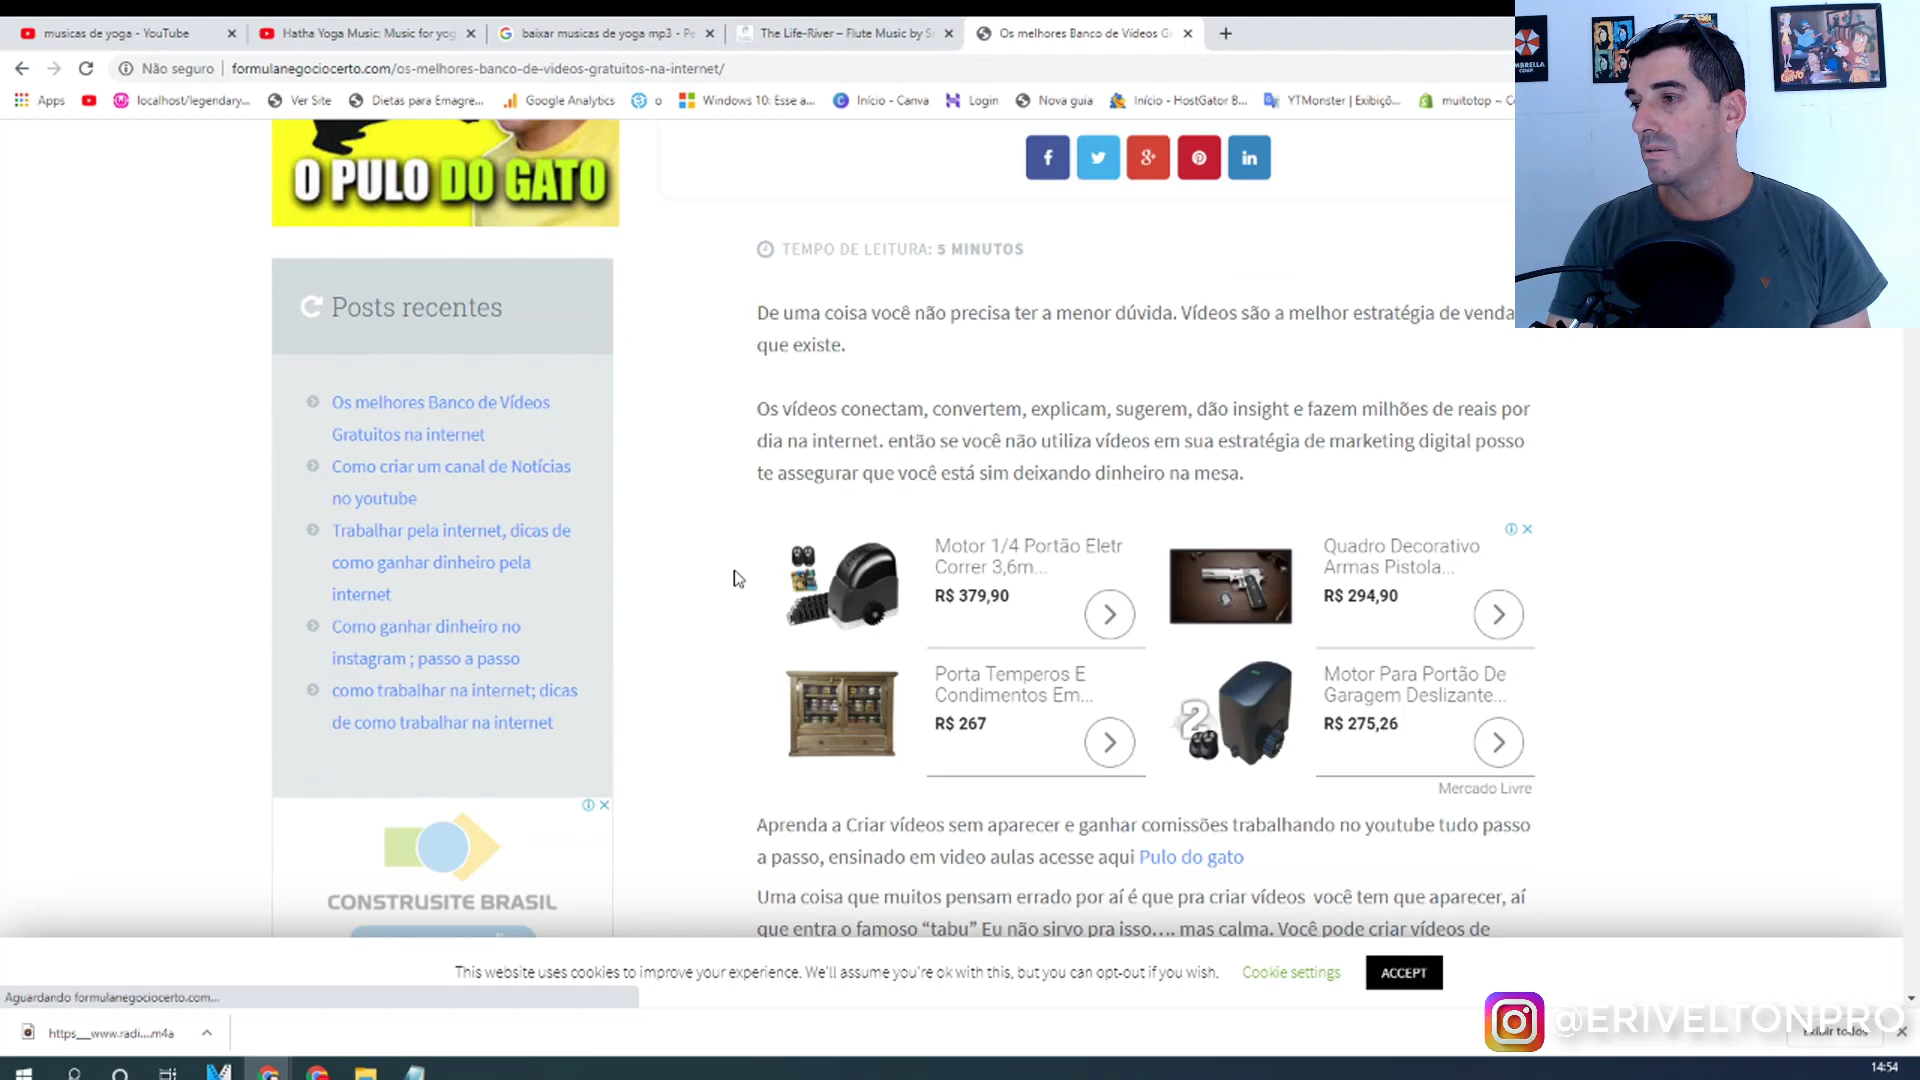 musicas de yoga - YouTube
Hatha Yoga Music: Music for yog
baixar musicas de yoga mp3 - Pe
The Life-River – Flute Music by S
Os melhores Banco de Vídeos Gr
Não seguro
formulanegociocerto.com/os-melhores-banco-de-videos-gratuitos-na-internet/
Apps
localhost/legendary...
Ver Site
Dietas para Emagre...
Google Analytics
o
Windows 10: Esse a...
Início - Canva
Login
Nova guia
Início - HostGator B...
YTMonster | Exibiçõ...
muitotop ~ C
O PULO DO GATO
Posts recentes
Os melhores Banco de Vídeos
Gratuitos na internet
Como criar um canal de Notícias
no youtube
Trabalhar pela internet, dicas de
como ganhar dinheiro pela
internet
Como ganhar dinheiro no
instagram ; passo a passo
como trabalhar na internet; dicas
de como trabalhar na internet
CONSTRUSITE BRASIL
TEMPO DE LEITURA: 5 MINUTOS
De uma coisa você não precisa ter a menor dúvida. Vídeos são a melhor estratégia de venda
que existe.
Os vídeos conectam, convertem, explicam, sugerem, dão insight e fazem milhões de reais por
dia na internet. então se você não utiliza vídeos em sua estratégia de marketing digital posso
te assegurar que você está sim deixando dinheiro na mesa.
Motor 1/4 Portão Eletr
Correr 3,6m...
R$ 379,90
Quadro Decorativo
Armas Pistola...
R$ 294,90
Porta Temperos E
Condimentos Em...
R$ 267
Motor Para Portão De
Garagem Deslizante...
R$ 275,26
2
Mercado Livre
Aprenda a Criar vídeos sem aparecer e ganhar comissões trabalhando no youtube tudo passo
a passo, ensinado em video aulas acesse aqui Pulo do gato
Uma coisa que muitos pensam errado por aí é que pra criar vídeos você tem que aparecer, aí
que entra o famoso “tabu” Eu não sirvo pra isso.... mas calma. Você pode criar vídeos de
This website uses cookies to improve your experience. We'll assume you're ok with this, but you can opt-out if you wish.
Cookie settings
ACCEPT
Aguardando formulanegociocerto.com...
https__www.radi....m4a
@ERIVELTONPRO
Exibir todos
14:54
MBRELLA
CORP.